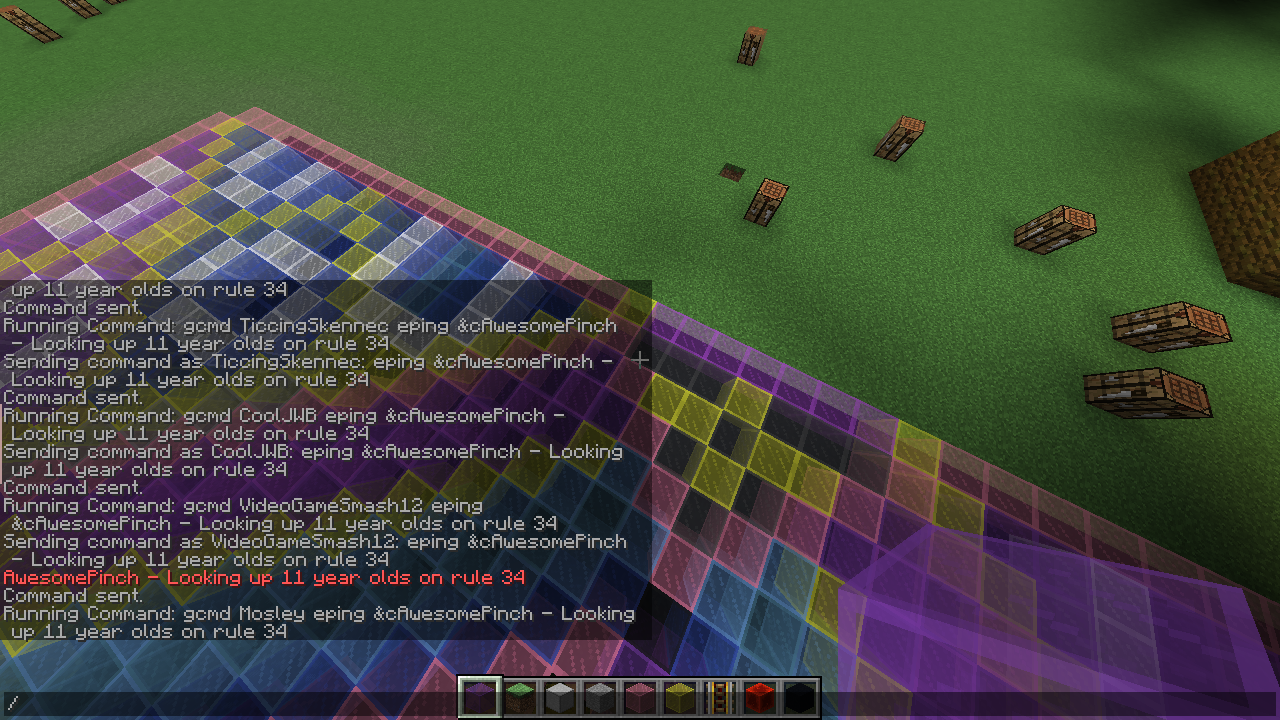 up 11 year olds on rule 34
Command sent.
Running Command: gcmd TiccingSkennec eping &cAwesomePinch
- Looking up 11 year olds on rule 34
Sending command as TiccingSkennec: eping &cAwesomePinch -
Looking up 11 year olds on rule 34
Command sent.
Running Command: gcmd CoolJWB eping &cAwesomePinch -
Looking up 11 year olds on rule 34
Sending command as CoolJWB: eping &cAwesomePinch - Looking
up 11 year olds on rule 34
Command sent.
Running Command: gcmd VideoGameSmash12 eping
&cAwesomePinch - Looking up 11 year olds on rule 34
Sending command as VideoGameSmash12: eping &cAwesomePinch
- Looking up 11 year olds on rule 34
AwesomePinch - Looking up 11 year olds on rule 34
Command sent.
Running Command: gcmd Mosley eping &cAwesomePinch - Looking
up 11 year olds on rule 34
/